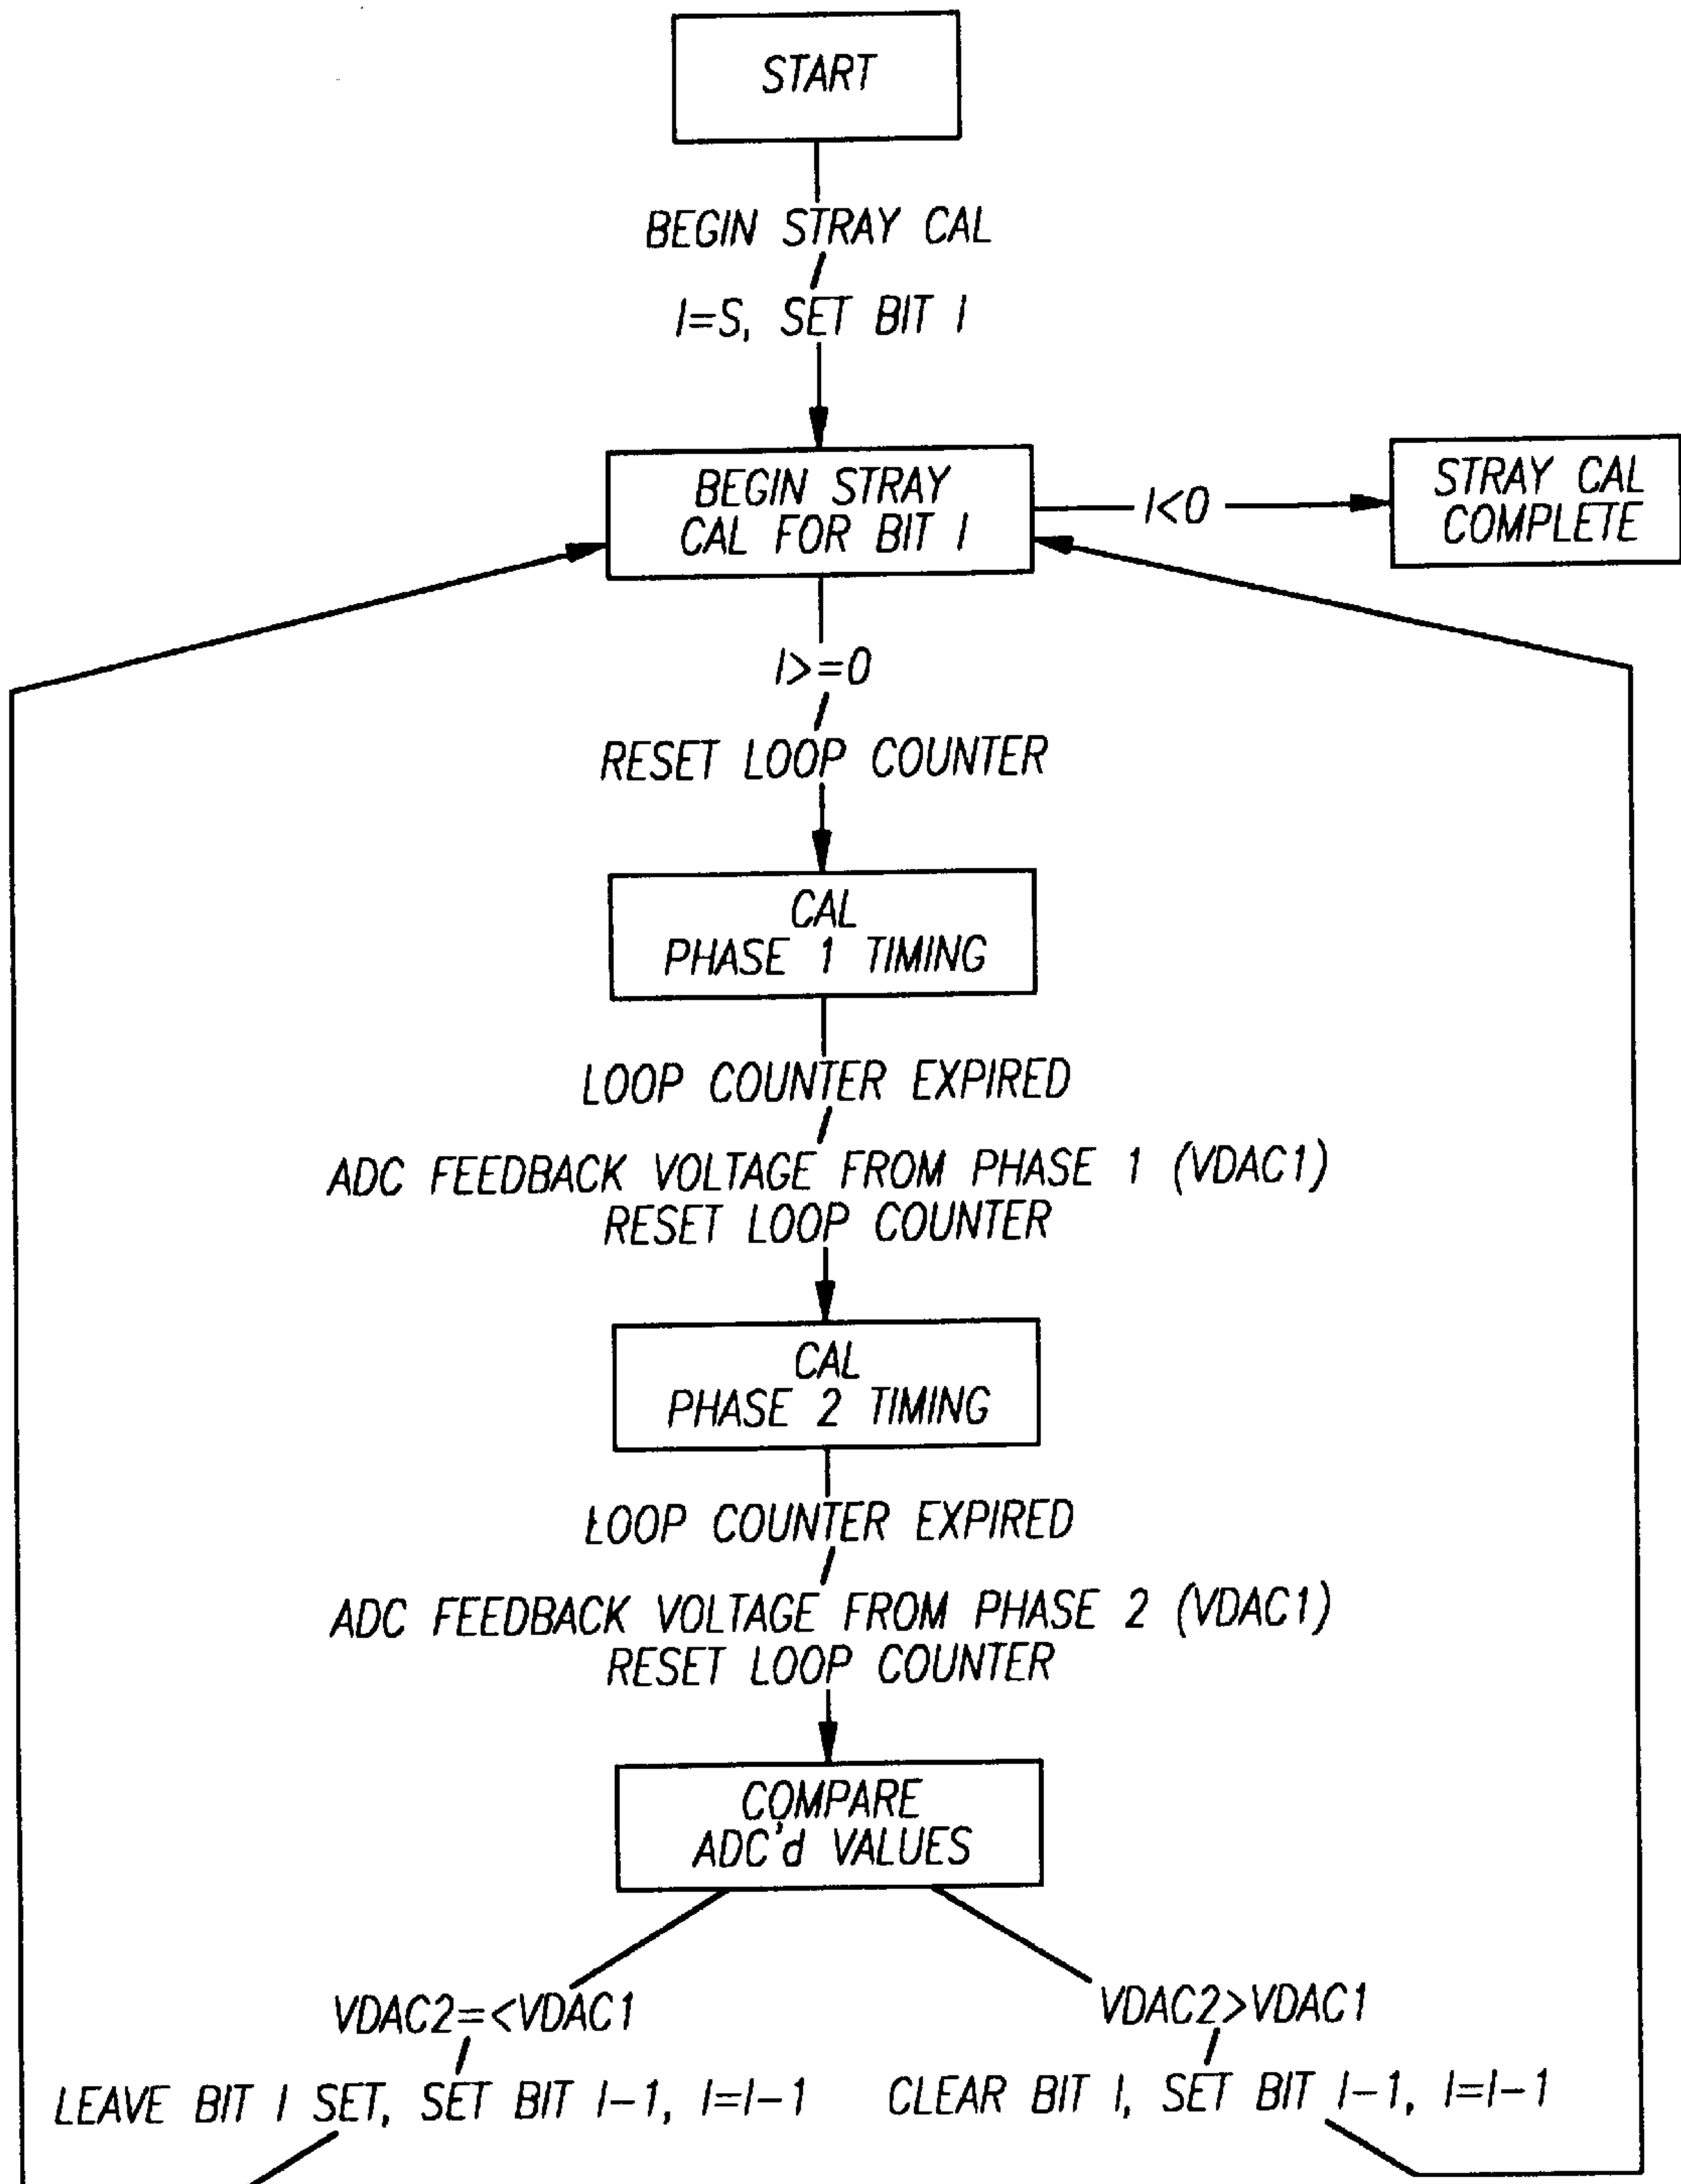 START
BEGIN STRAY CAL
/
I=S, SET BIT I
BEGIN STRAY
CAL FOR BIT I
I<0
STRAY CAL
COMPLETE
I>=0
/
RESET LOOP COUNTER
CAL
PHASE 1 TIMING
LOOP COUNTER EXPIRED
/
ADC FEEDBACK VOLTAGE FROM PHASE 1 (VDAC1)
RESET LOOP COUNTER
CAL
PHASE 2 TIMING
LOOP COUNTER EXPIRED
/
ADC FEEDBACK VOLTAGE FROM PHASE 2 (VDAC1)
RESET LOOP COUNTER
COMPARE
ADC'd VALUES
VDAC2=<VDAC1
/
LEAVE BIT I SET, SET BIT I-1, I=I-1
VDAC2>VDAC1
/
CLEAR BIT I, SET BIT I-1, I=I-1